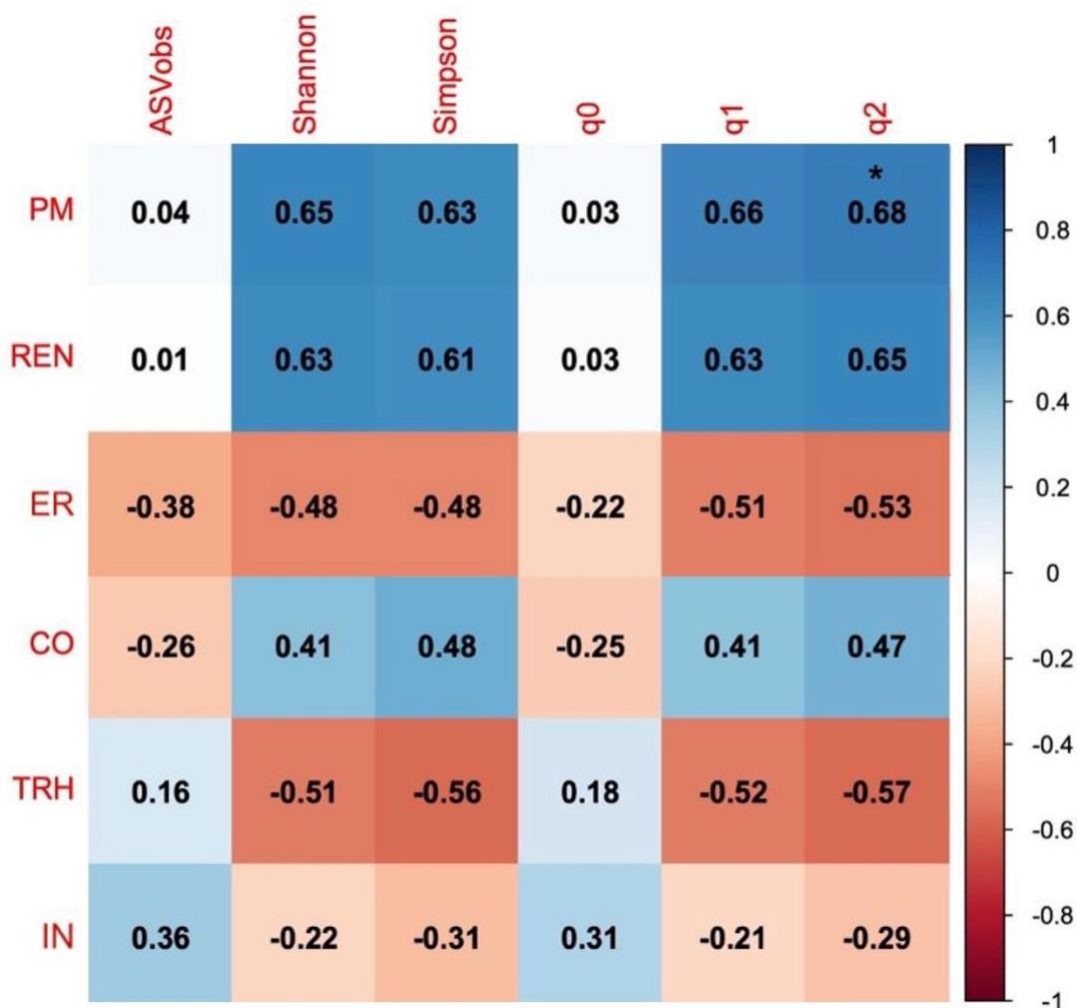 ASVobs Shannon Simpson q0 q1 q2
*
PM 0.04 0.65 0.63 0.03 0.66 0.68
REN 0.01 0.63 0.61 0.03 0.63 0.65
ER -0.38 -0.48 -0.48 -0.22 -0.51 -0.53
CO -0.26 0.41 0.48 -0.25 0.41 0.47
TRH 0.16 -0.51 -0.56 0.18 -0.52 -0.57
IN 0.36 -0.22 -0.31 0.31 -0.21 -0.29
1
0.8
0.6
0.4
0.2
0
-0.2
-0.4
-0.6
-0.8
-1